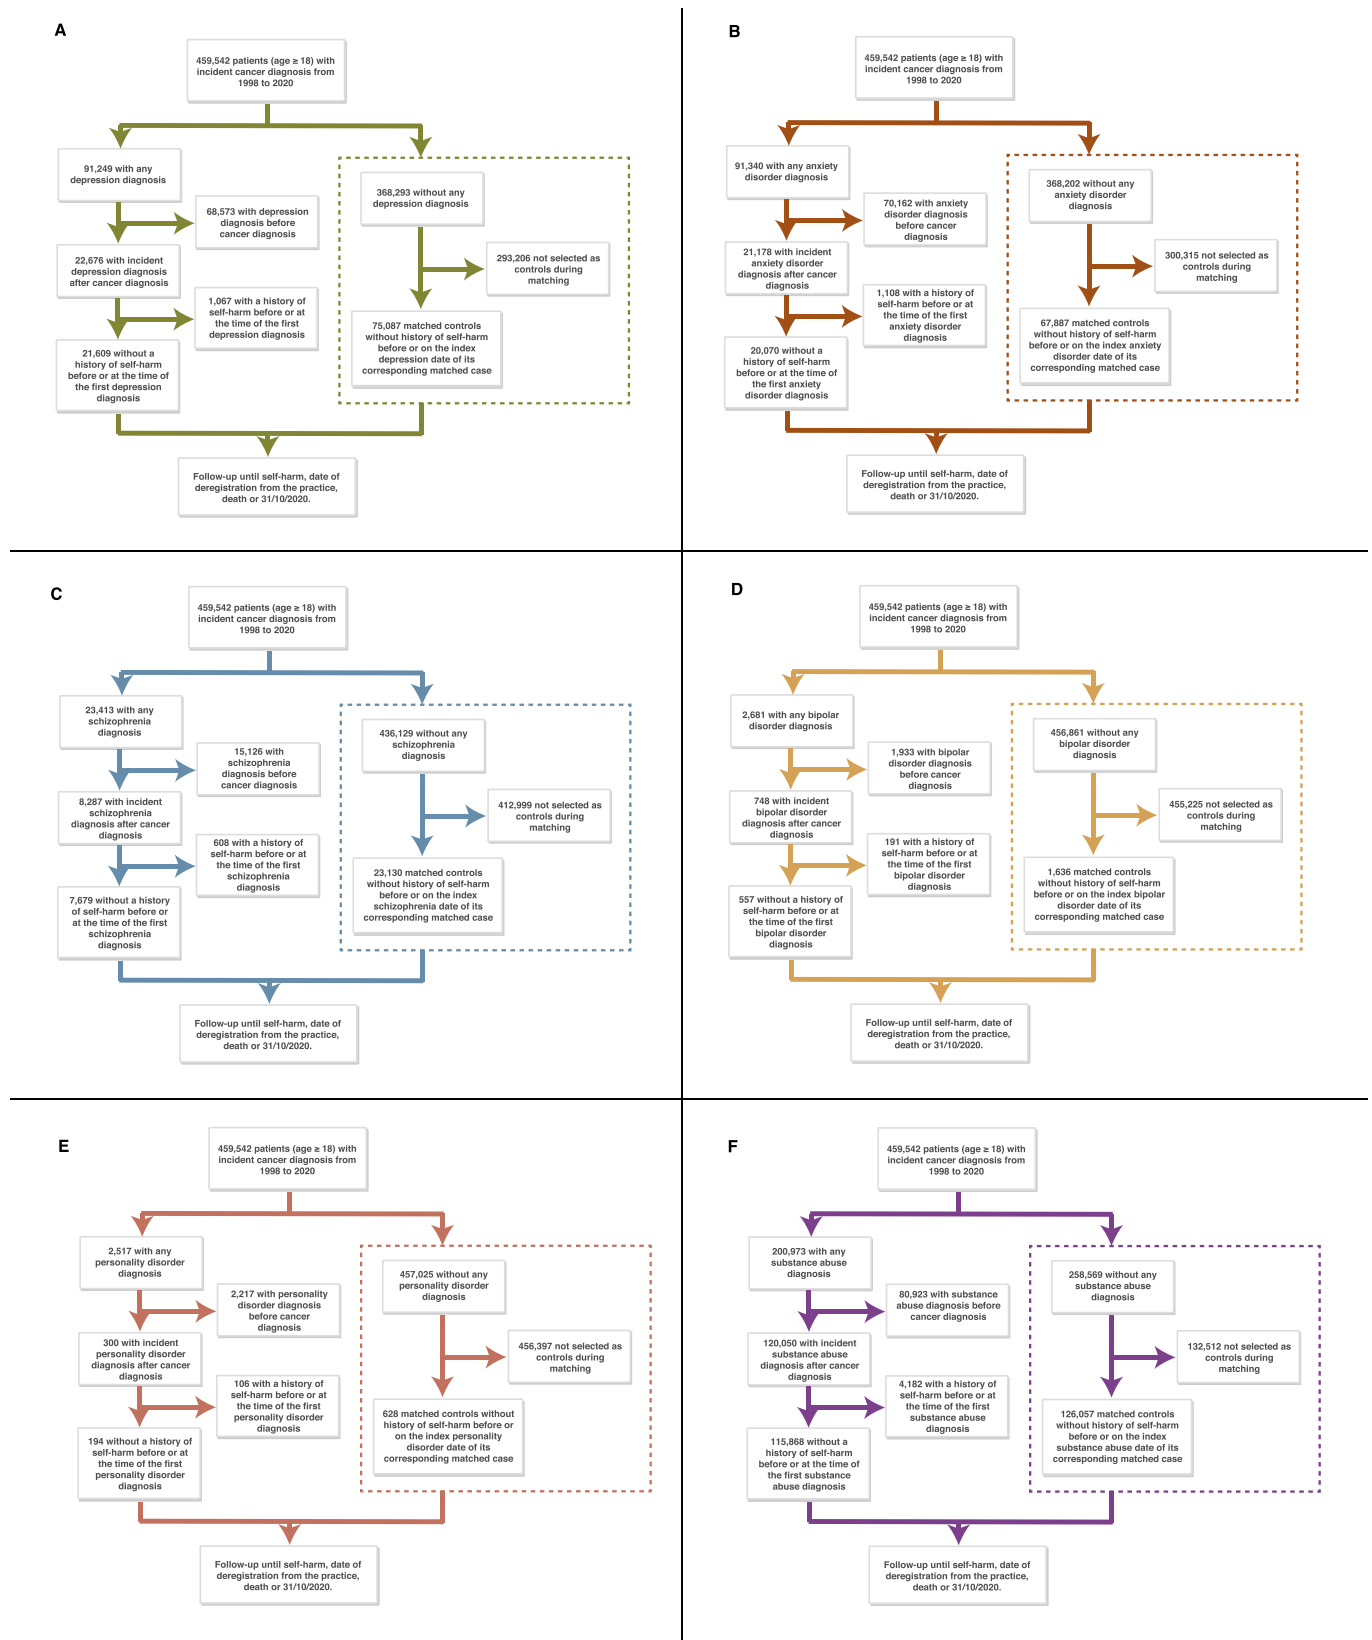 A
459,542 patients (age ≥ 18) with
incident cancer diagnosis from
1998 to 2020
91,249 with any
depression diagnosis
68,573 with depression
diagnosis before
cancer diagnosis
22,676 with incident
depression diagnosis
after cancer diagnosis
1,067 with a history of
self-harm before or at
the time of the first
depression diagnosis
21,609 without a
history of self-harm
before or at the time of
the first depression
diagnosis
368,293 without any
depression diagnosis
293,206 not selected as
controls during
matching
75,087 matched controls
without history of self-harm
before or on the index
depression date of its
corresponding matched case
Follow-up until self-harm, date of
deregistration from the practice,
death or 31/10/2020.
B
459,542 patients (age ≥ 18) with
incident cancer diagnosis from
1998 to 2020
91,340 with any anxiety
disorder diagnosis
70,162 with anxiety
disorder diagnosis
before cancer
diagnosis
21,178 with incident
anxiety disorder
diagnosis after cancer
diagnosis
1,108 with a history of
self-harm before or at
the time of the first
anxiety disorder
diagnosis
20,070 without a
history of self-harm
before or at the time of
the first anxiety
disorder diagnosis
368,202 without any
anxiety disorder
diagnosis
300,315 not selected as
controls during
matching
67,887 matched controls
without history of self-harm
before or on the index anxiety
disorder date of its
corresponding matched case
Follow-up until self-harm, date of
deregistration from the practice,
death or 31/10/2020.
C
459,542 patients (age ≥ 18) with
incident cancer diagnosis from
1998 to 2020
23,413 with any
schizophrenia
diagnosis
15,126 with
schizophrenia
diagnosis before
cancer diagnosis
8,287 with incident
schizophrenia
diagnosis after cancer
diagnosis
608 with a history of
self-harm before or at
the time of the first
schizophrenia
diagnosis
7,679 without a history
of self-harm before or
at the time of the first
schizophrenia
diagnosis
436,129 without any
schizophrenia
diagnosis
412,999 not selected as
controls during
matching
23,130 matched controls
without history of self-harm
before or on the index
schizophrenia date of its
corresponding matched case
Follow-up until self-harm, date of
deregistration from the practice,
death or 31/10/2020.
D
459,542 patients (age ≥ 18) with
incident cancer diagnosis from
1998 to 2020
2,681 with any bipolar
disorder diagnosis
1,933 with bipolar
disorder diagnosis
before cancer
diagnosis
748 with incident
bipolar disorder
diagnosis after cancer
diagnosis
191 with a history of
self-harm before or at
the time of the first
bipolar disorder
diagnosis
557 without a history of
self-harm before or at
the time of the first
bipolar disorder
diagnosis
456,861 without any
bipolar disorder
diagnosis
455,225 not selected as
controls during
matching
1,636 matched controls
without history of self-harm
before or on the index bipolar
disorder date of its
corresponding matched case
Follow-up until self-harm, date of
deregistration from the practice,
death or 31/10/2020.
E
459,542 patients (age ≥ 18) with
incident cancer diagnosis from
1998 to 2020
2,517 with any
personality disorder
diagnosis
2,217 with personality
disorder diagnosis
before cancer
diagnosis
300 with incident
personality disorder
diagnosis after cancer
diagnosis
106 with a history of
self-harm before or at
the time of the first
personality disorder
diagnosis
194 without a history of
self-harm before or at
the time of the first
personality disorder
diagnosis
457,025 without any
personality disorder
diagnosis
456,397 not selected as
controls during
matching
628 matched controls without
history of self-harm before or
on the index personality
disorder date of its
corresponding matched case
Follow-up until self-harm, date of
deregistration from the practice,
death or 31/10/2020.
F
459,542 patients (age ≥ 18) with
incident cancer diagnosis from
1998 to 2020
200,973 with any
substance abuse
diagnosis
80,923 with substance
abuse diagnosis before
cancer diagnosis
120,050 with incident
substance abuse
diagnosis after cancer
diagnosis
4,182 with a history of
self-harm before or at
the time of the first
substance abuse
diagnosis
115,868 without a
history of self-harm
before or at the time of
the first substance
abuse diagnosis
258,569 without any
substance abuse
diagnosis
132,512 not selected as
controls during
matching
126,057 matched controls
without history of self-harm
before or on the index
substance abuse date of its
corresponding matched case
Follow-up until self-harm, date of
deregistration from the practice,
death or 31/10/2020.